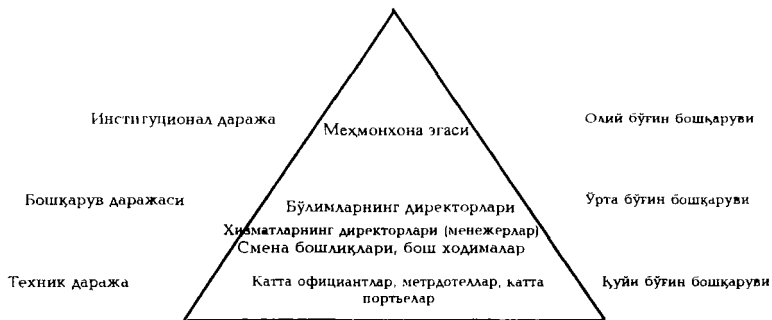 Институционал даража
Меҳмонхона эгаси
Олий бўғин бошқаруви
Бошқарув даражаси
Бўлимларнинг директорлари
Ўрта бўғин бошқаруви
Хизматларнинг директорлари (менежерлар)
Смена бошлиқлари, бош ходималар
Техник даража
Катта официантлар, метрдотеллар, катта
портьелар
Қуйи бўғин бошқаруви